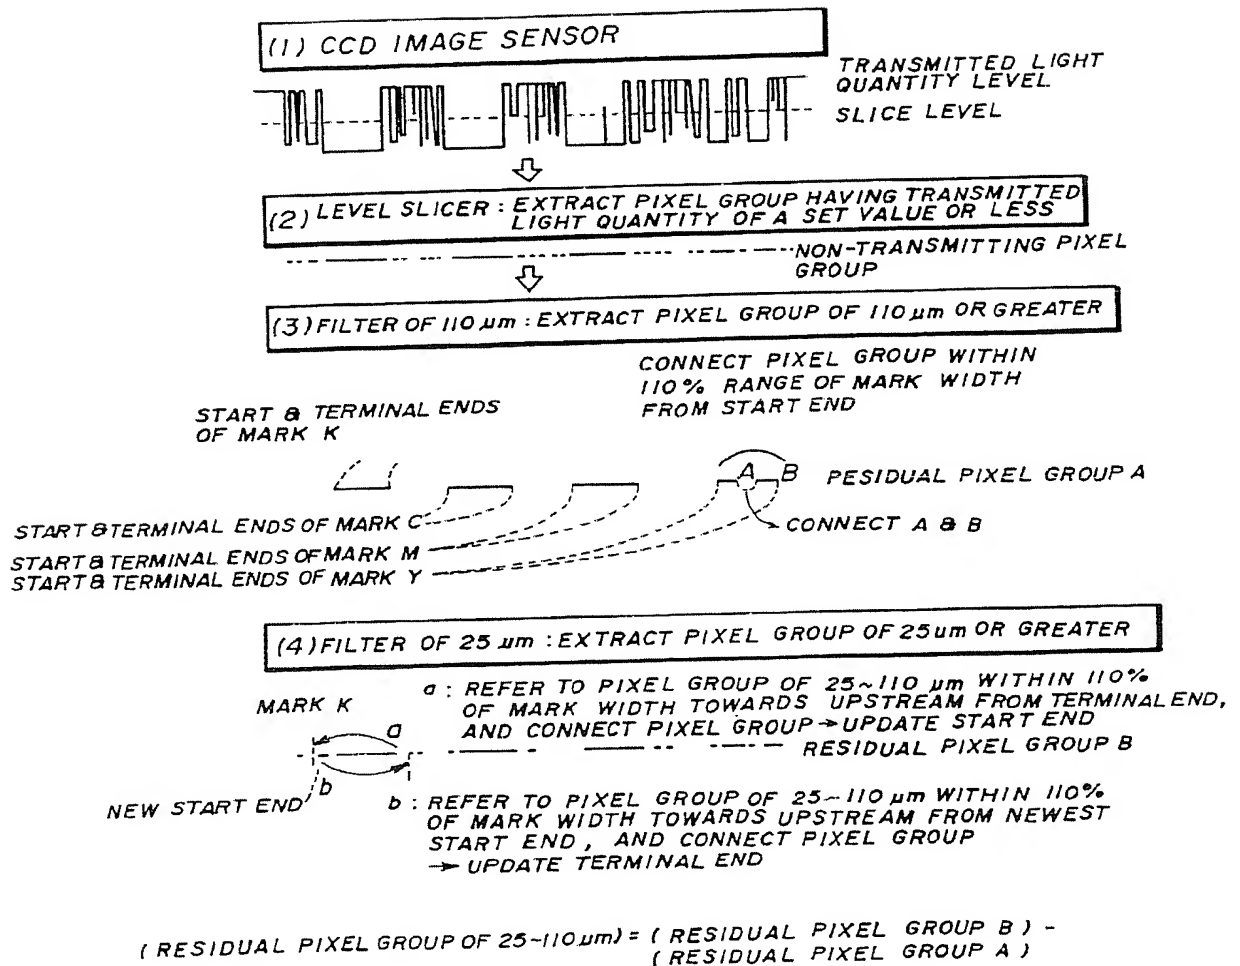 (1) CCD IMAGE SENSOR
TRANSMITTED LIGHT
QUANTITY LEVEL
SLICE LEVEL
(2) LEVEL SLICER : EXTRACT PIXEL GROUP HAVING TRANSMITTED
LIGHT QUANTITY OF A SET VALUE OR LESS
NON-TRANSMITTING PIXEL
GROUP
(3) FILTER OF 110 µm : EXTRACT PIXEL GROUP OF 110 µm OR GREATER
CONNECT PIXEL GROUP WITHIN
110% RANGE OF MARK WIDTH
FROM START END
START & TERMINAL ENDS
OF MARK K
A B PESIDUAL PIXEL GROUP A
START & TERMINAL ENDS OF MARK C
CONNECT A & B
START & TERMINAL ENDS OF MARK M
START & TERMINAL ENDS OF MARK Y
(4) FILTER OF 25 µm : EXTRACT PIXEL GROUP OF 25um OR GREATER
MARK K
a : REFER TO PIXEL GROUP OF 25~110 µm WITHIN 110%
OF MARK WIDTH TOWARDS UPSTREAM FROM TERMINAL END,
AND CONNECT PIXEL GROUP → UPDATE START END
a
RESIDUAL PIXEL GROUP B
b
NEW START END
b : REFER TO PIXEL GROUP OF 25~110 µm WITHIN 110%
OF MARK WIDTH TOWARDS UPSTREAM FROM NEWEST
START END, AND CONNECT PIXEL GROUP
→ UPDATE TERMINAL END
(RESIDUAL PIXEL GROUP OF 25~110µm) = (RESIDUAL PIXEL GROUP B) -
(RESIDUAL PIXEL GROUP A)